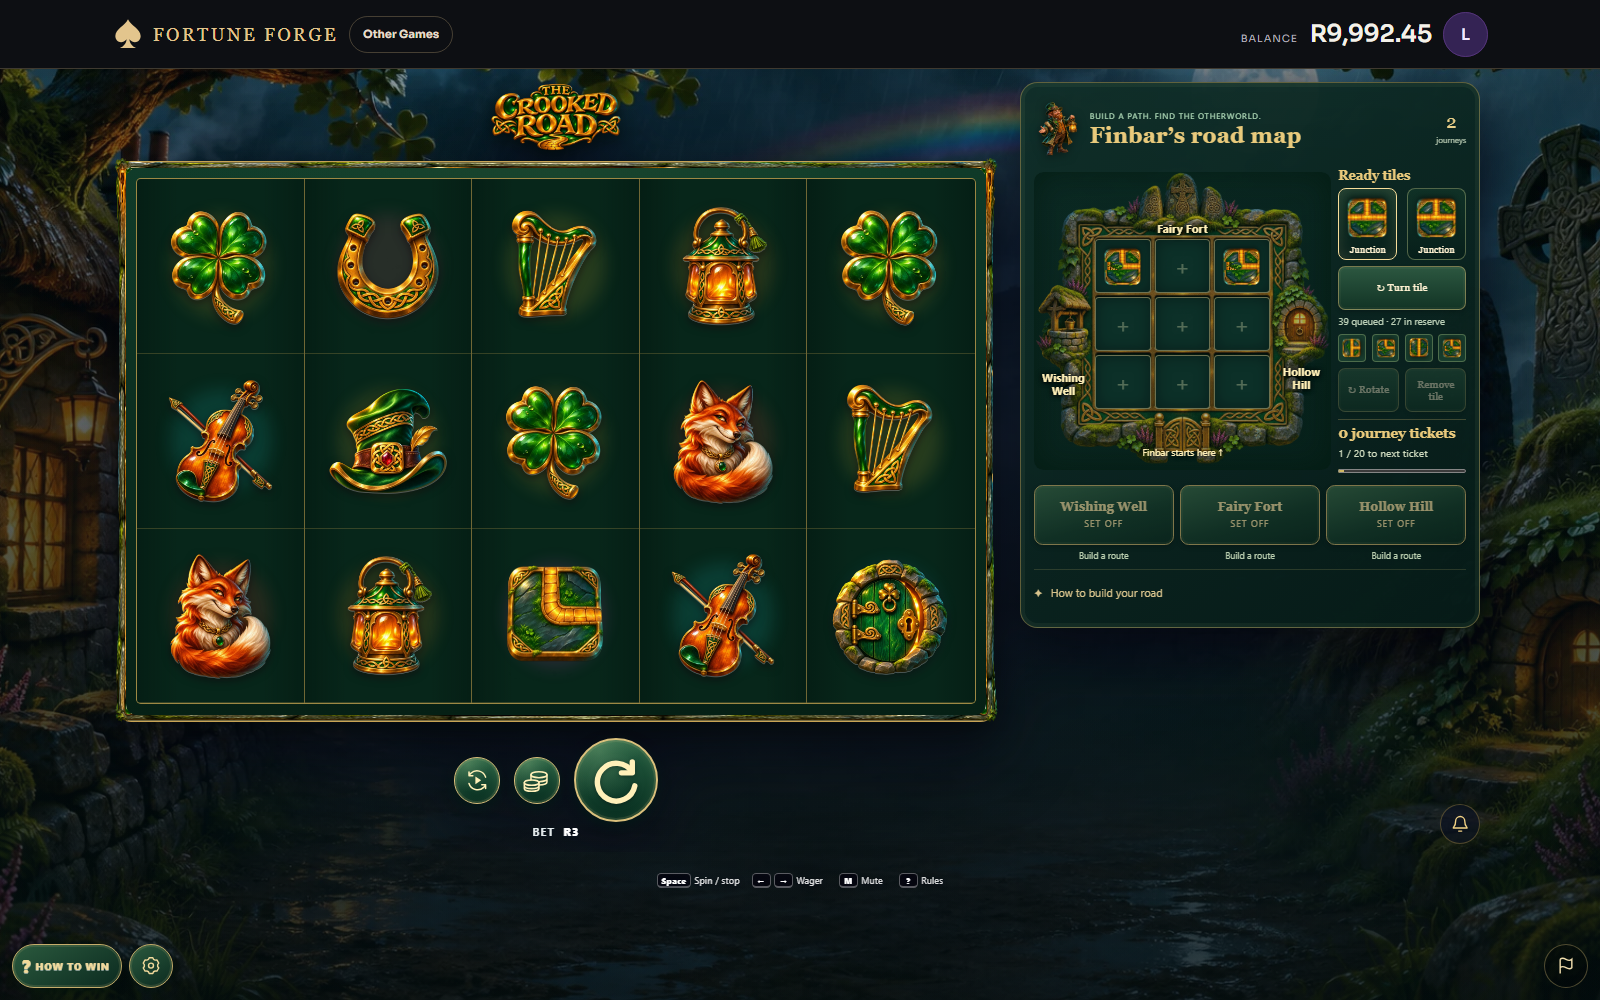 FORTUNE FORGE
Other Games
BALANCE R9,992.45
L
THE
CROOKED
ROAD
BUILD A PATH. FIND THE OTHERWORLD.
Finbar's road map
2
journeys
Fairy Fort
Wishing
Well
Hollow
Hill
Finbar starts here ↑
Ready tiles
Junction
Junction
↻ Turn tile
39 queued · 27 in reserve
↻ Rotate
Remove
tile
0 journey tickets
1 / 20 to next ticket
Wishing Well
SET OFF
Build a route
Fairy Fort
SET OFF
Build a route
Hollow Hill
SET OFF
Build a route
✦ How to build your road
BET R3
Space Spin / stop ← → Wager M Mute ? Rules
? HOW TO WIN